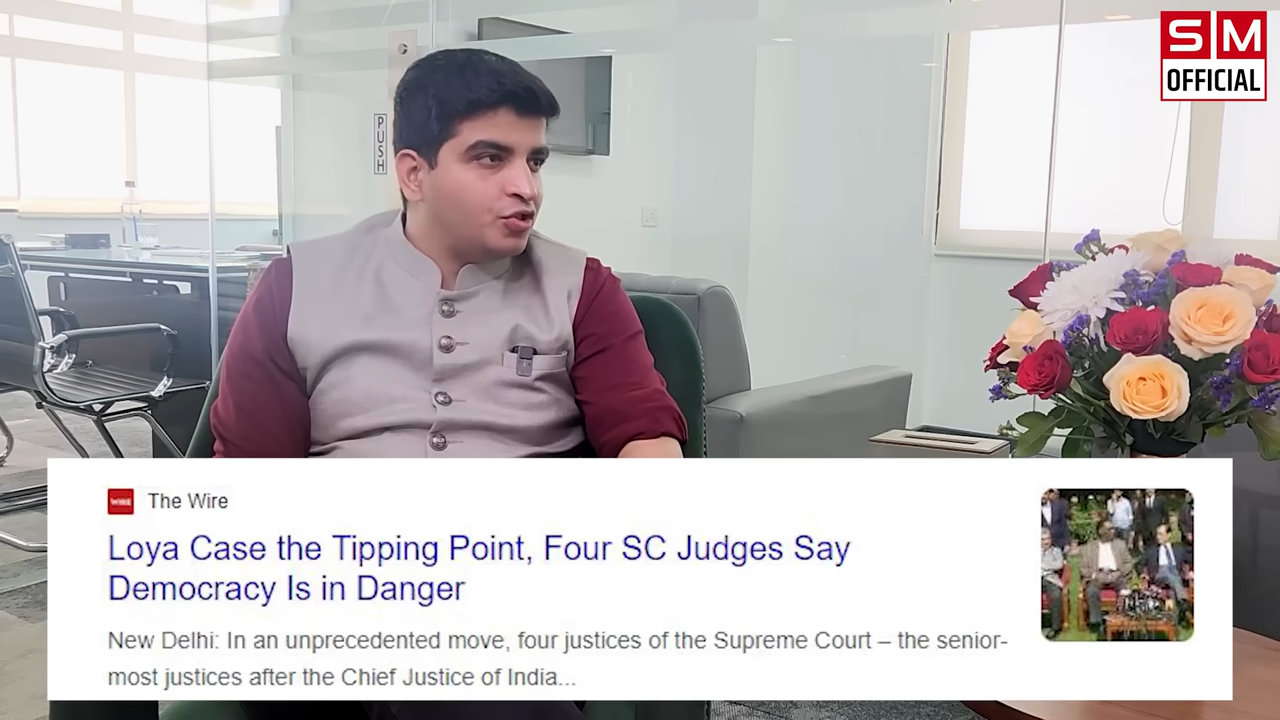 SM
OFFICIAL
PUSH
WIRE
The Wire
Loya Case the Tipping Point, Four SC Judges Say
Democracy Is in Danger
New Delhi: In an unprecedented move, four justices of the Supreme Court – the senior-
most justices after the Chief Justice of India...